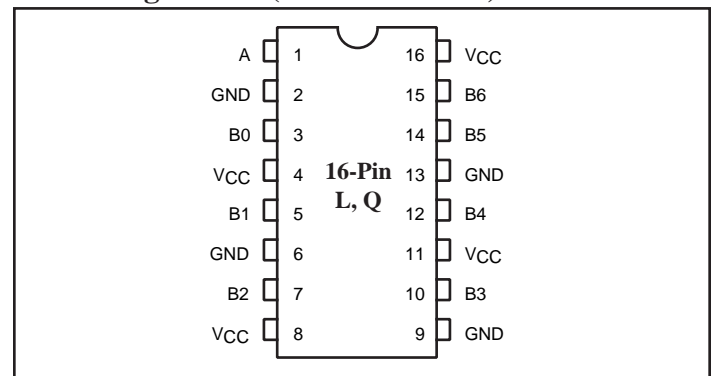 A 1 16 VCC
GND 2 15 B6
B0 3 14 B5
VCC 4 16-Pin 13 GND
L, Q
B1 5 12 B4
GND 6 11 VCC
B2 7 10 B3
VCC 8 9 GND